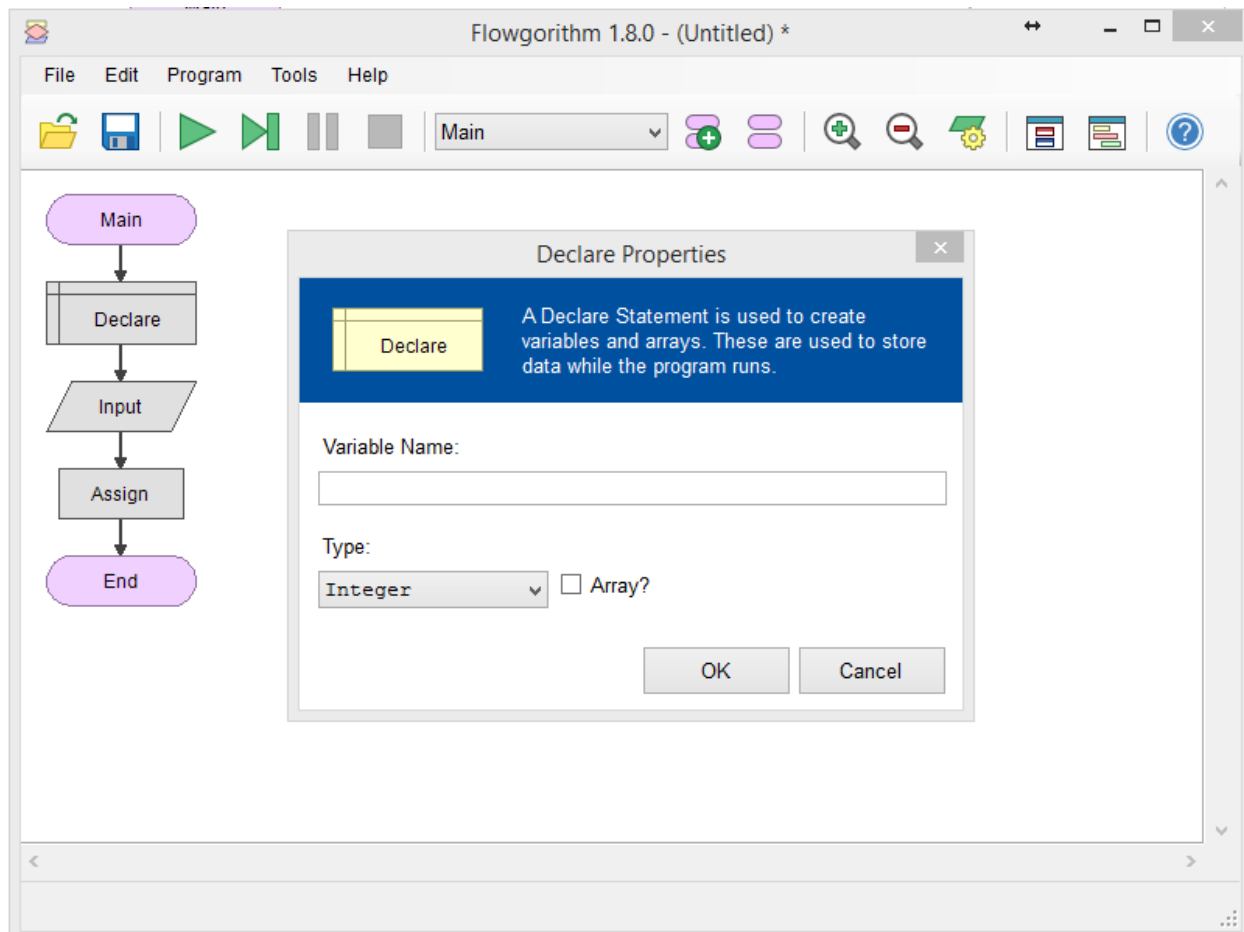 Flowgorithm 1.8.0 - (Untitled) *
File Edit Program Tools Help
Main
Main
Declare
Input
Assign
End
Declare Properties
Declare
A Declare Statement is used to create
variables and arrays. These are used to store
data while the program runs.
Variable Name:
Type:
Integer
Array?
OK Cancel